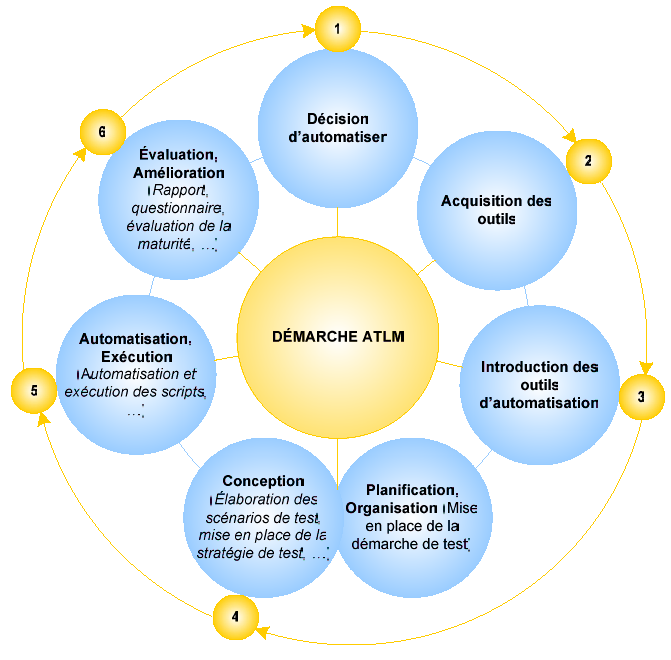 1
Décision
d'automatiser
2
Acquisition des
outils
3
Introduction des
outils
d'automatisation
Planification,
Organisation (Mise
en place de la
démarche de test)
4
Conception
(Élaboration des
scénarios de test,
mise en place de la
stratégie de test, …)
5
Automatisation,
Exécution
(Automatisation et
exécution des scripts,
…)
6
Évaluation,
Amélioration
(Rapport,
questionnaire,
évaluation de la
maturité, …)
DÉMARCHE ATLM